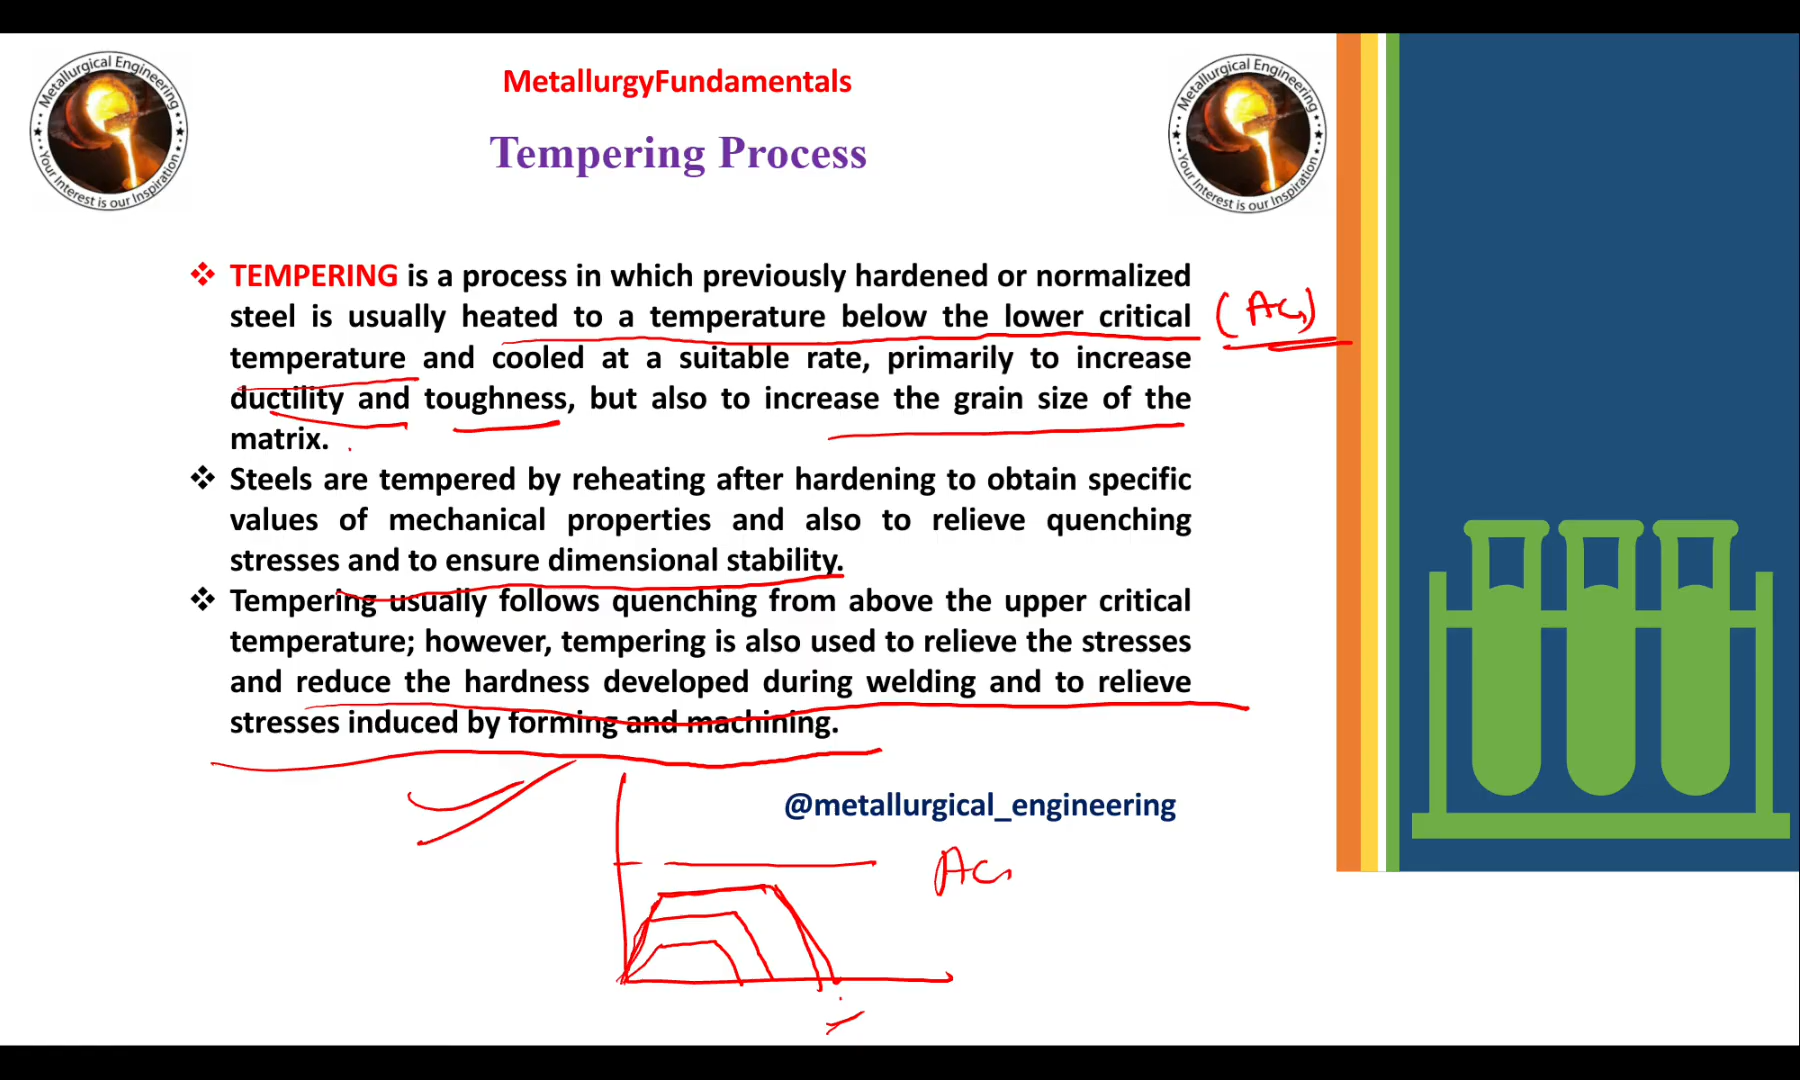 Metallurgical Engineering
Your Interest is our Inspiration
MetallurgyFundamentals
Metallurgical Engineering
Your Interest is our Inspiration
Tempering Process
❖ TEMPERING is a process in which previously hardened or normalized
steel is usually heated to a temperature below the lower critical (AC₁)
temperature and cooled at a suitable rate, primarily to increase
ductility and toughness, but also to increase the grain size of the
matrix.
❖ Steels are tempered by reheating after hardening to obtain specific
values of mechanical properties and also to relieve quenching
stresses and to ensure dimensional stability.
❖ Tempering usually follows quenching from above the upper critical
temperature; however, tempering is also used to relieve the stresses
and reduce the hardness developed during welding and to relieve
stresses induced by forming and machining.
@metallurgical_engineering
AC₁